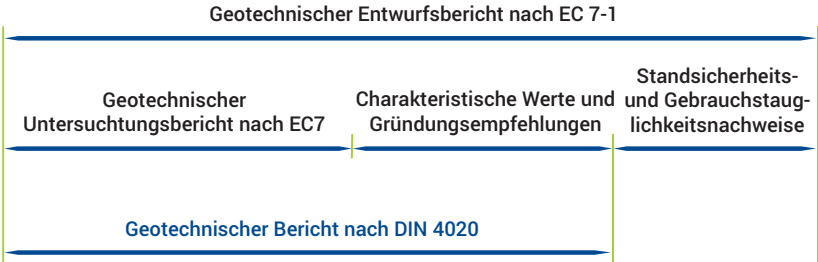 Geotechnischer Entwurfsbericht nach EC 7-1
Geotechnischer
Untersuchtungsbericht nach EC7
Charakteristische Werte und
Gründungsempfehlungen
Standsicherheits-
und Gebrauchstaug-
lichkeitsnachweise
Geotechnischer Bericht nach DIN 4020